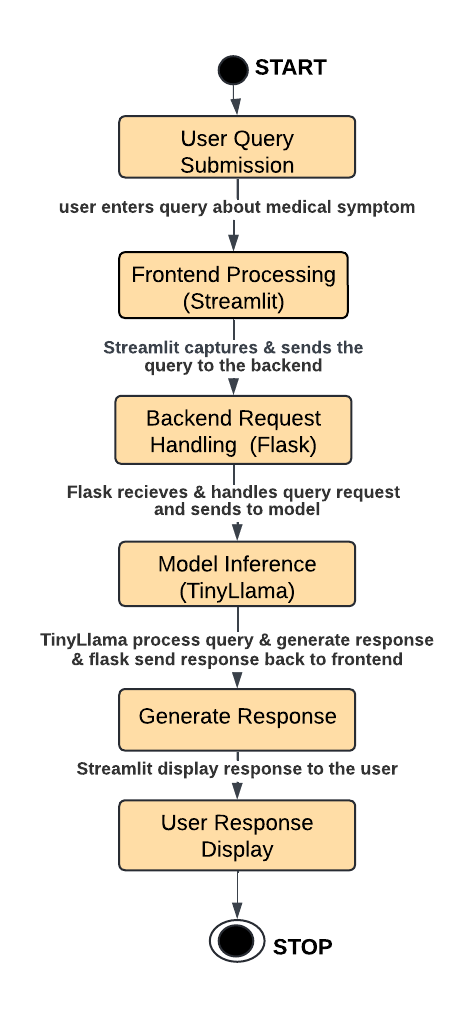 START
User Query
Submission
user enters query about medical symptom
Frontend Processing
(Streamlit)
Streamlit captures & sends the
query to the backend
Backend Request
Handling (Flask)
Flask recieves & handles query request
and sends to model
Model Inference
(TinyLlama)
TinyLlama process query & generate response
& flask send response back to frontend
Generate Response
Streamlit display response to the user
User Response
Display
STOP